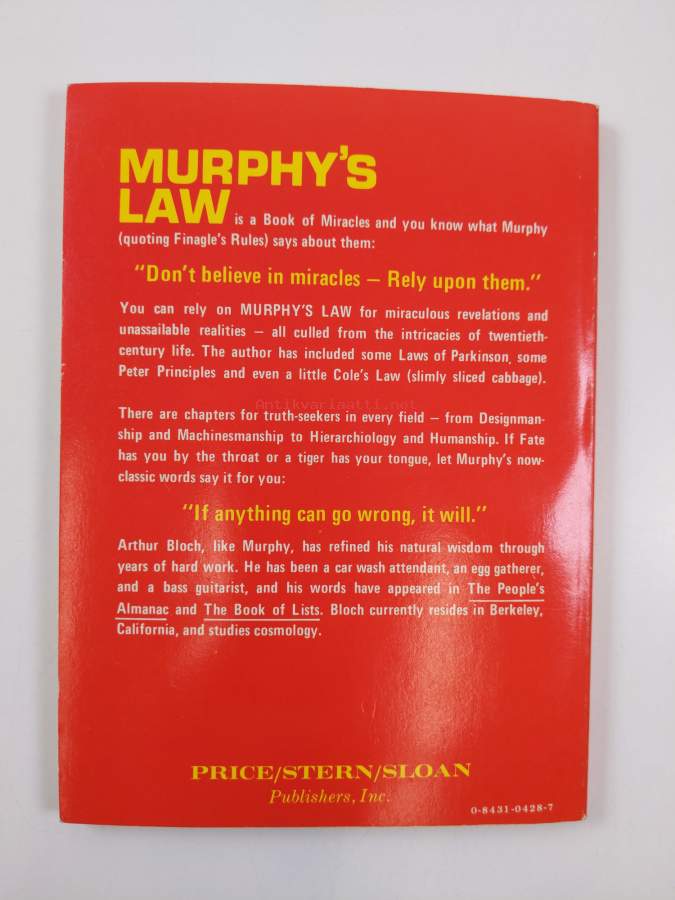 MURPHY'S
LAW is a Book of Miracles and you know what Murphy
(quoting Finagle's Rules) says about them:
"Don't believe in miracles — Rely upon them."
You can rely on MURPHY'S LAW for miraculous revelations and
unassailable realities — all culled from the intricacies of twentieth-
century life. The author has included some Laws of Parkinson, some
Peter Principles and even a little Cole's Law (slimly sliced cabbage).
Antikvariaatti.net
There are chapters for truth-seekers in every field — from Designman-
ship and Machinesmanship to Hierarchiology and Humanship. If Fate
has you by the throat or a tiger has your tongue, let Murphy's now-
classic words say it for you:
"If anything can go wrong, it will."
Arthur Bloch, like Murphy, has refined his natural wisdom through
years of hard work. He has been a car wash attendant, an egg gatherer,
and a bass guitarist, and his words have appeared in The People's
Almanac and The Book of Lists. Bloch currently resides in Berkeley,
California, and studies cosmology.
PRICE/STERN/SLOAN
Publishers, Inc.
0-8431-0428-7